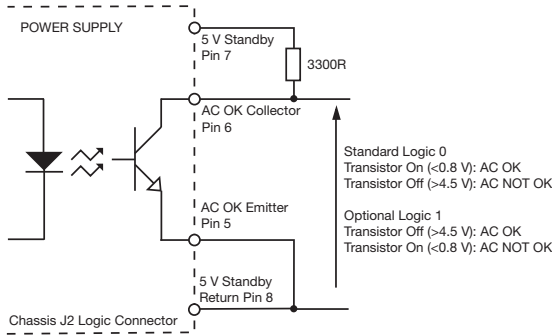 POWER SUPPLY
5 V Standby
Pin 7
3300R
AC OK Collector
Pin 6
Standard Logic 0
Transistor On (<0.8 V): AC OK
Transistor Off (>4.5 V): AC NOT OK
Optional Logic 1
Transistor Off (>4.5 V): AC OK
Transistor On (<0.8 V): AC NOT OK
AC OK Emitter
Pin 5
5 V Standby
Return Pin 8
Chassis J2 Logic Connector